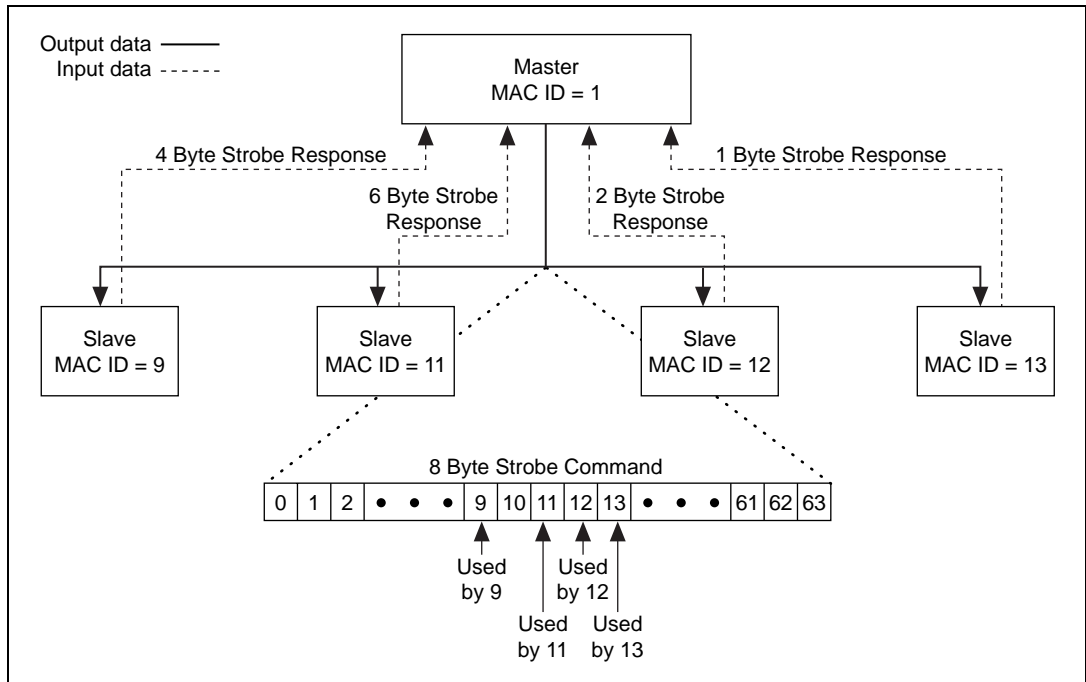 Output data
Input data
Master
MAC ID = 1
4 Byte Strobe Response
1 Byte Strobe Response
6 Byte Strobe
Response
2 Byte Strobe
Response
Slave
MAC ID = 9
Slave
MAC ID = 11
Slave
MAC ID = 12
Slave
MAC ID = 13
8 Byte Strobe Command
0 1 2 • • • 9 10 11 12 13 • • • 61 62 63
Used
by 9
Used
by 12
Used
by 11
Used
by 13